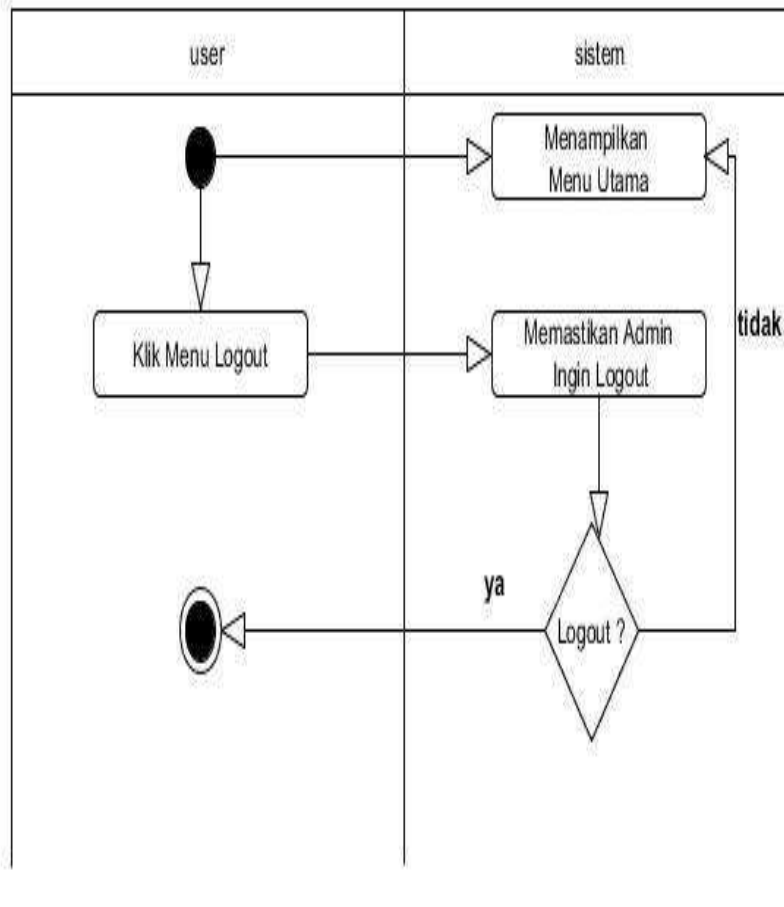 user
sistem
Menampilkan
Menu Utama
Klik Menu Logout
Memastikan Admin
Ingin Logout
tidak
ya
Logout ?